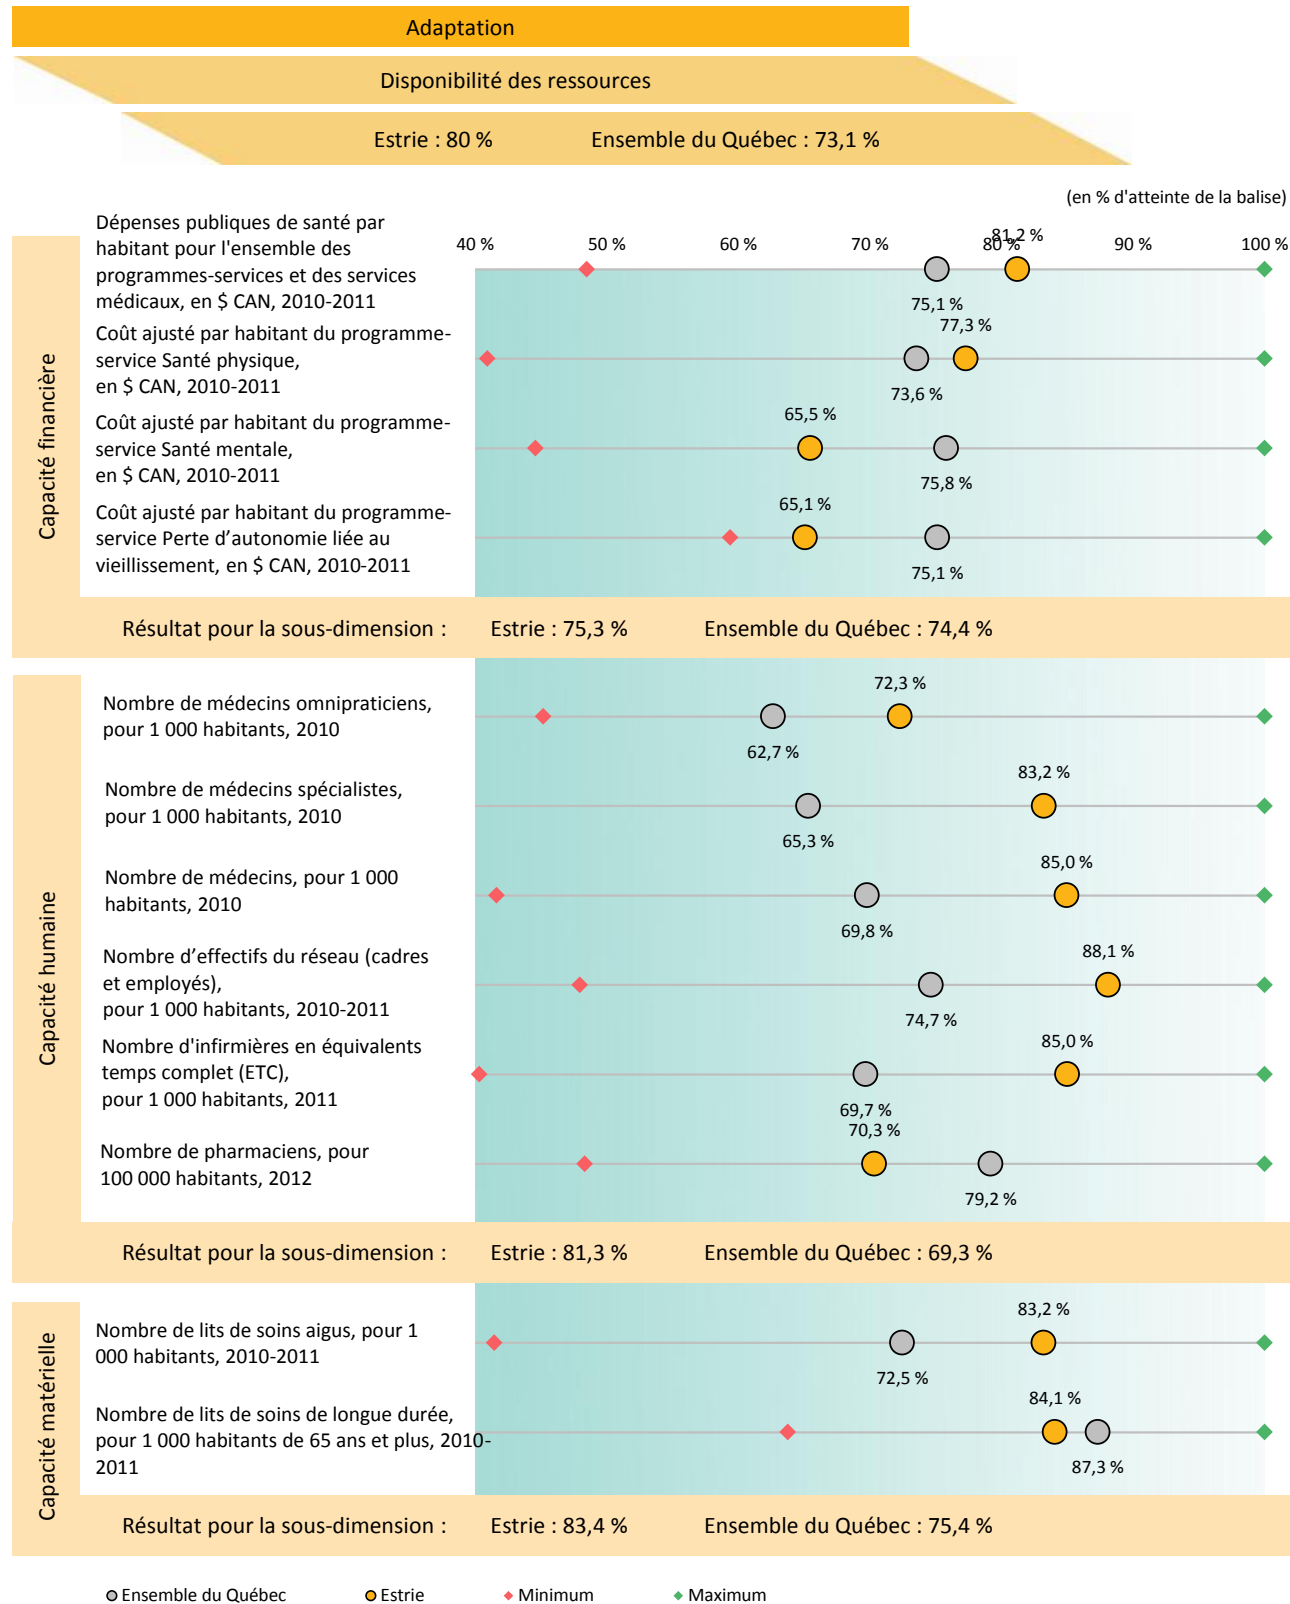 Adaptation
Disponibilité des ressources
Estrie : 80 % Ensemble du Québec : 73,1 %
(en % d'atteinte de la balise)
40 % 50 % 60 % 70 % 80 % 90 % 100 %
Capacité financière
Dépenses publiques de santé par
habitant pour l'ensemble des
programmes-services et des services
médicaux, en $ CAN, 2010-2011
81,2 %
75,1 %
Coût ajusté par habitant du programme-
service Santé physique,
en $ CAN, 2010-2011
77,3 %
73,6 %
Coût ajusté par habitant du programme-
service Santé mentale,
en $ CAN, 2010-2011
65,5 %
75,8 %
Coût ajusté par habitant du programme-
service Perte d’autonomie liée au
vieillissement, en $ CAN, 2010-2011
65,1 %
75,1 %
Résultat pour la sous-dimension : Estrie : 75,3 % Ensemble du Québec : 74,4 %
Capacité humaine
Nombre de médecins omnipraticiens,
pour 1 000 habitants, 2010
72,3 %
62,7 %
Nombre de médecins spécialistes,
pour 1 000 habitants, 2010
83,2 %
65,3 %
Nombre de médecins, pour 1 000
habitants, 2010
85,0 %
69,8 %
Nombre d’effectifs du réseau (cadres
et employés),
pour 1 000 habitants, 2010-2011
88,1 %
74,7 %
Nombre d'infirmières en équivalents
temps complet (ETC),
pour 1 000 habitants, 2011
85,0 %
69,7 %
Nombre de pharmaciens, pour
100 000 habitants, 2012
70,3 %
79,2 %
Résultat pour la sous-dimension : Estrie : 81,3 % Ensemble du Québec : 69,3 %
Capacité matérielle
Nombre de lits de soins aigus, pour 1
000 habitants, 2010-2011
83,2 %
72,5 %
Nombre de lits de soins de longue durée,
pour 1 000 habitants de 65 ans et plus, 2010-
2011
84,1 %
87,3 %
Résultat pour la sous-dimension : Estrie : 83,4 % Ensemble du Québec : 75,4 %
Ensemble du Québec Estrie Minimum Maximum